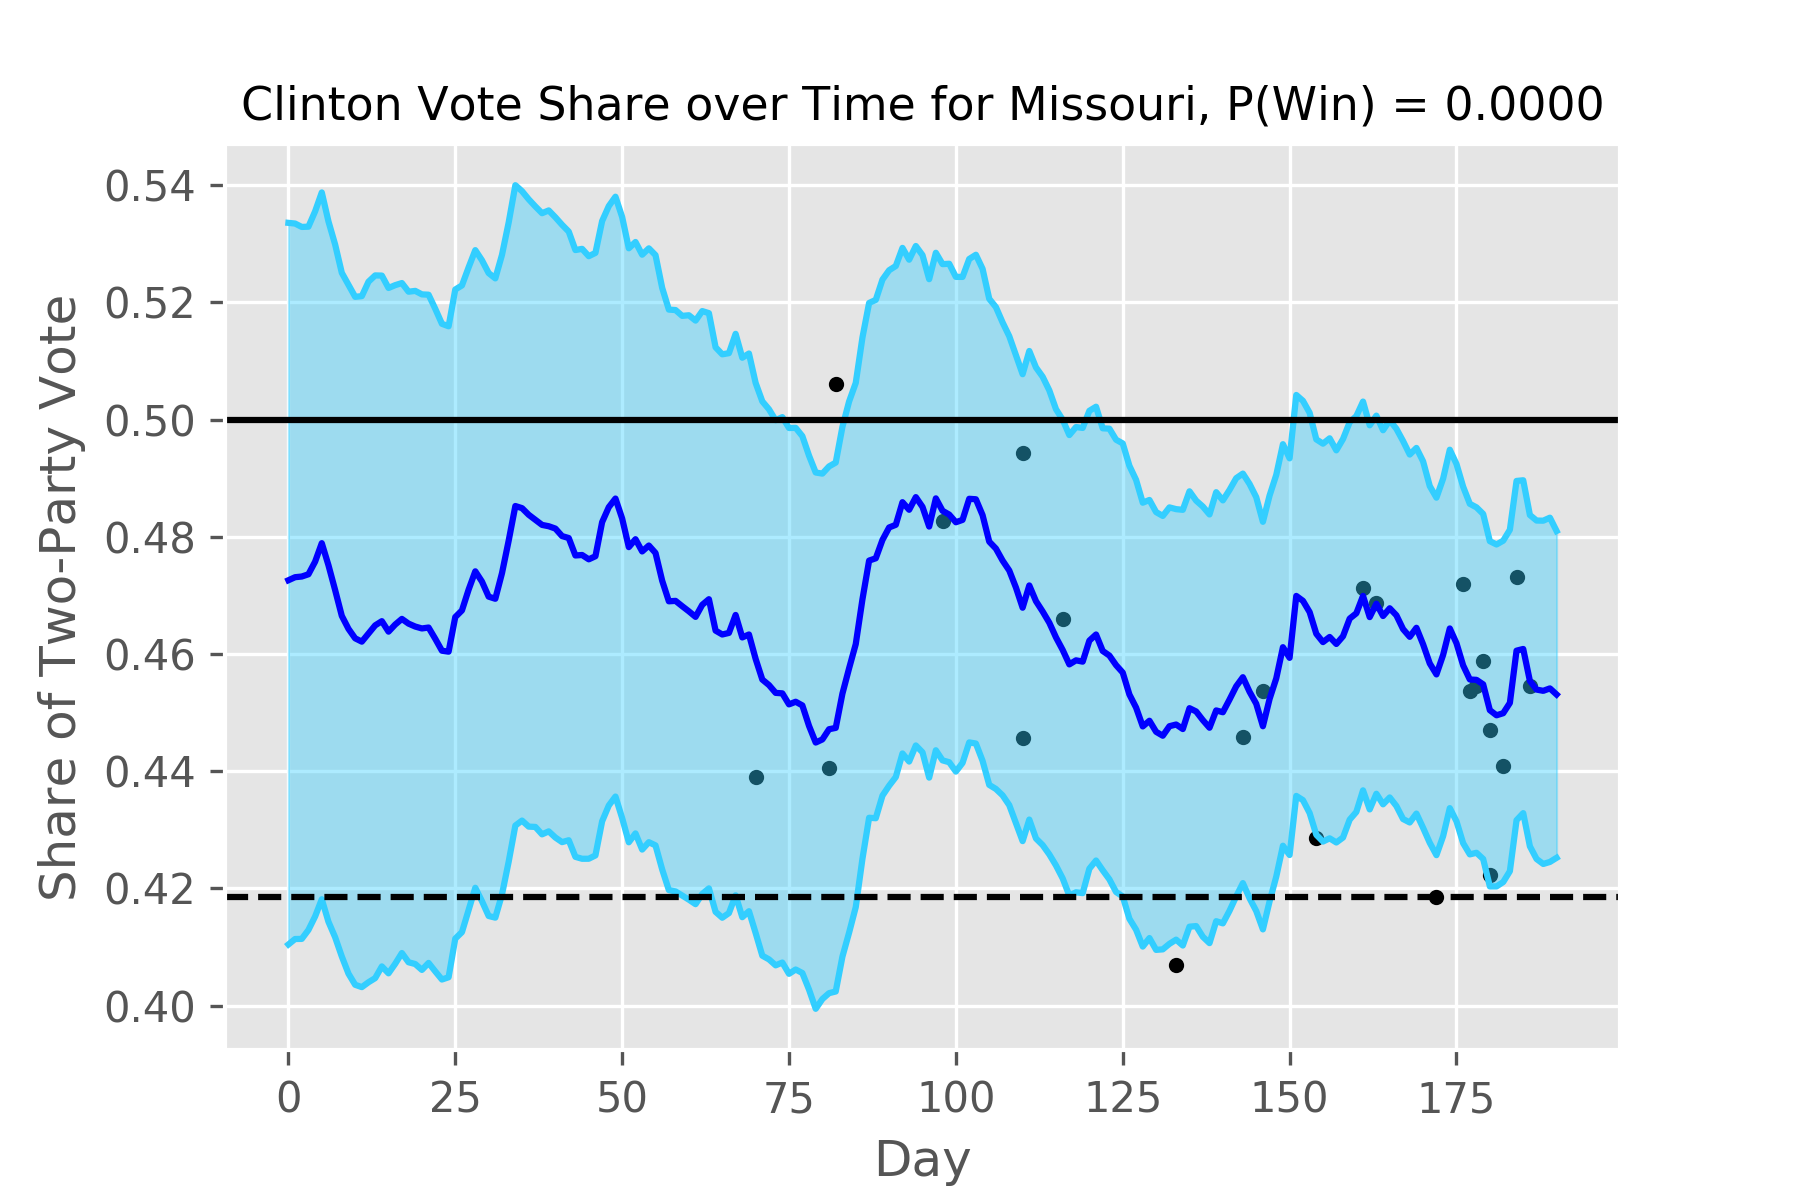 Clinton Vote Share over Time for Missouri, P(Win) = 0.0000
Share of Two-Party Vote
0.54
0.52
0.50
0.48
0.46
0.44
0.42
0.40
0 25 50 75 100 125 150 175
Day